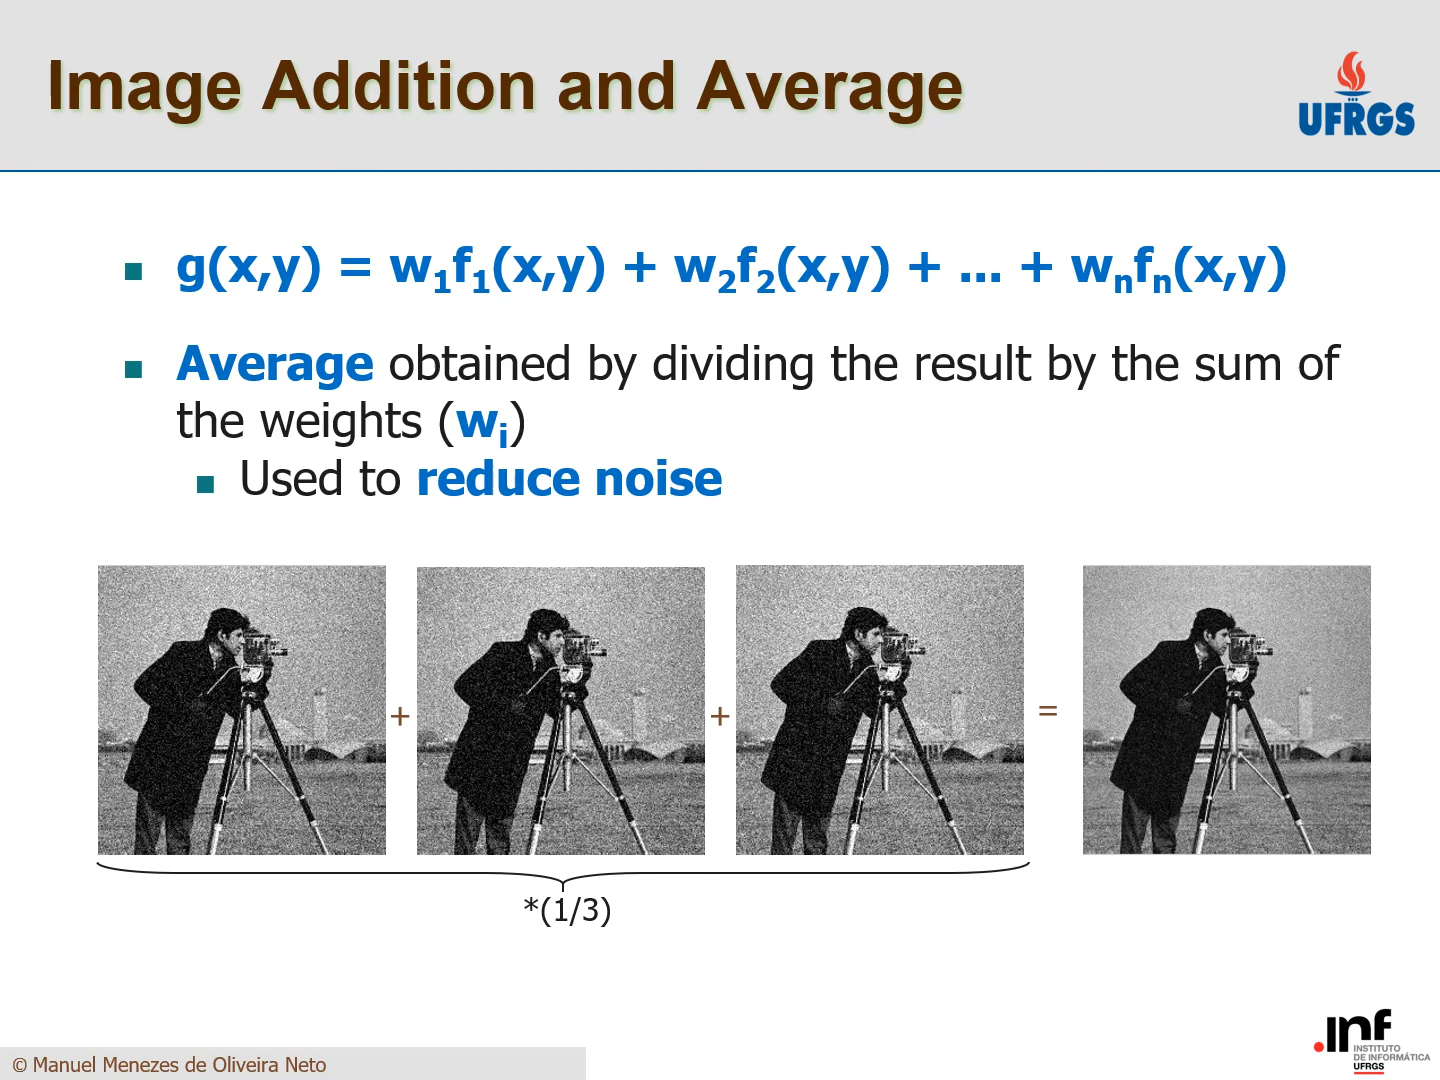 Image Addition and Average
UFRGS
g(x,y) = w₁f₁(x,y) + w₂f₂(x,y) + ... + wₙfₙ(x,y)
Average obtained by dividing the result by the sum of
the weights (wᵢ)
Used to reduce noise
+ + =
*(1/3)
.inf
INSTITUTO
DE INFORMÁTICA
UFRGS
© Manuel Menezes de Oliveira Neto